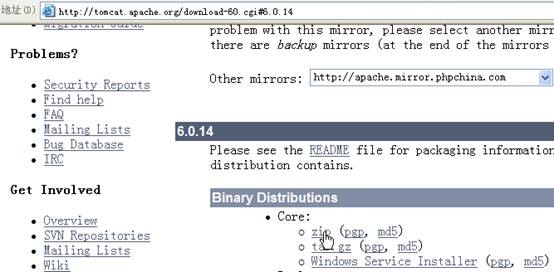 地址(D) http://tomcat.apache.org/download-60.cgi#6.0.14
Migration Guide
Problems?
Security Reports
Find help
FAQ
Mailing Lists
Bug Database
IRC
Get Involved
Overview
SVN Repositories
Mailing Lists
Wiki
problem with this mirror, please select another mirr
there are backup mirrors (at the end of the mirrors
Other mirrors: http://apache.mirror.phpchina.com
6.0.14
Please see the README file for packaging information
distribution contains.
Binary Distributions
Core:
zip (pgp, md5)
tar.gz (pgp, md5)
Windows Service Installer (pgp, md5)